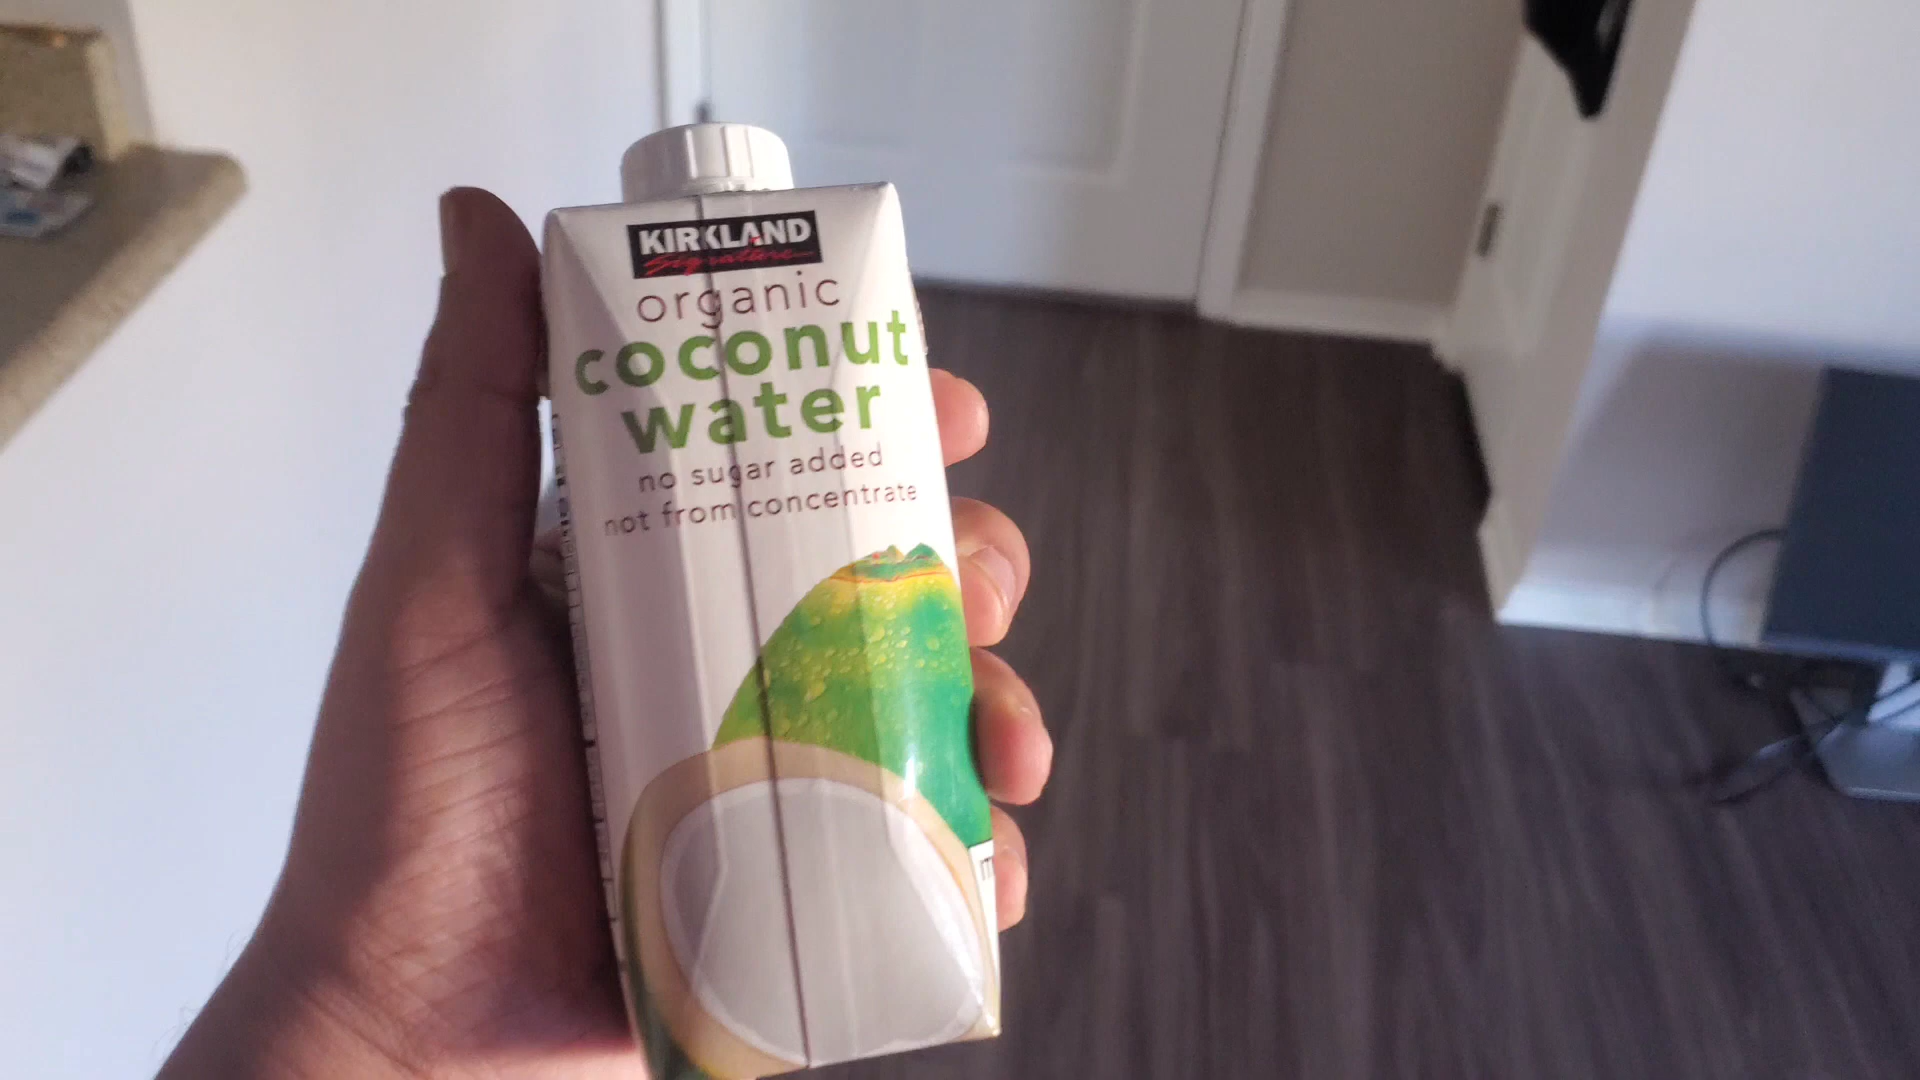 KIRKLAND
Signature
organic
coconut
water
no sugar added
not from concentrate